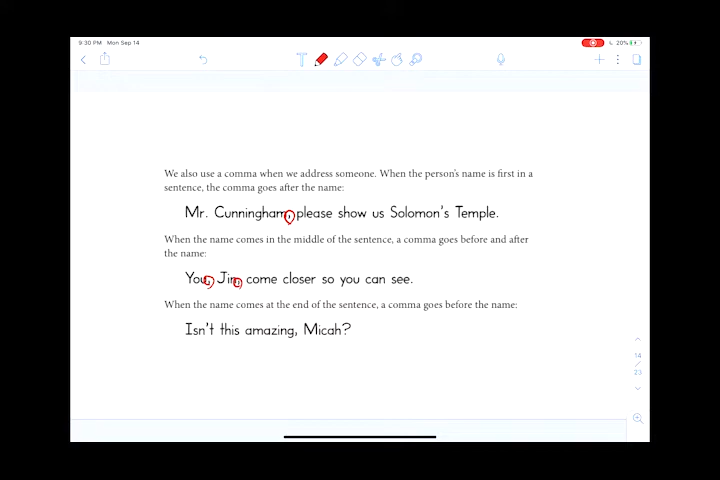 9:30 PM Mon Sep 14
20%
We also use a comma when we address someone. When the person's name is first in a
sentence, the comma goes after the name:
Mr. Cunningham, please show us Solomon's Temple.
When the name comes in the middle of the sentence, a comma goes before and after
the name:
You, Jim, come closer so you can see.
When the name comes at the end of the sentence, a comma goes before the name:
Isn't this amazing, Micah?
14
/
23